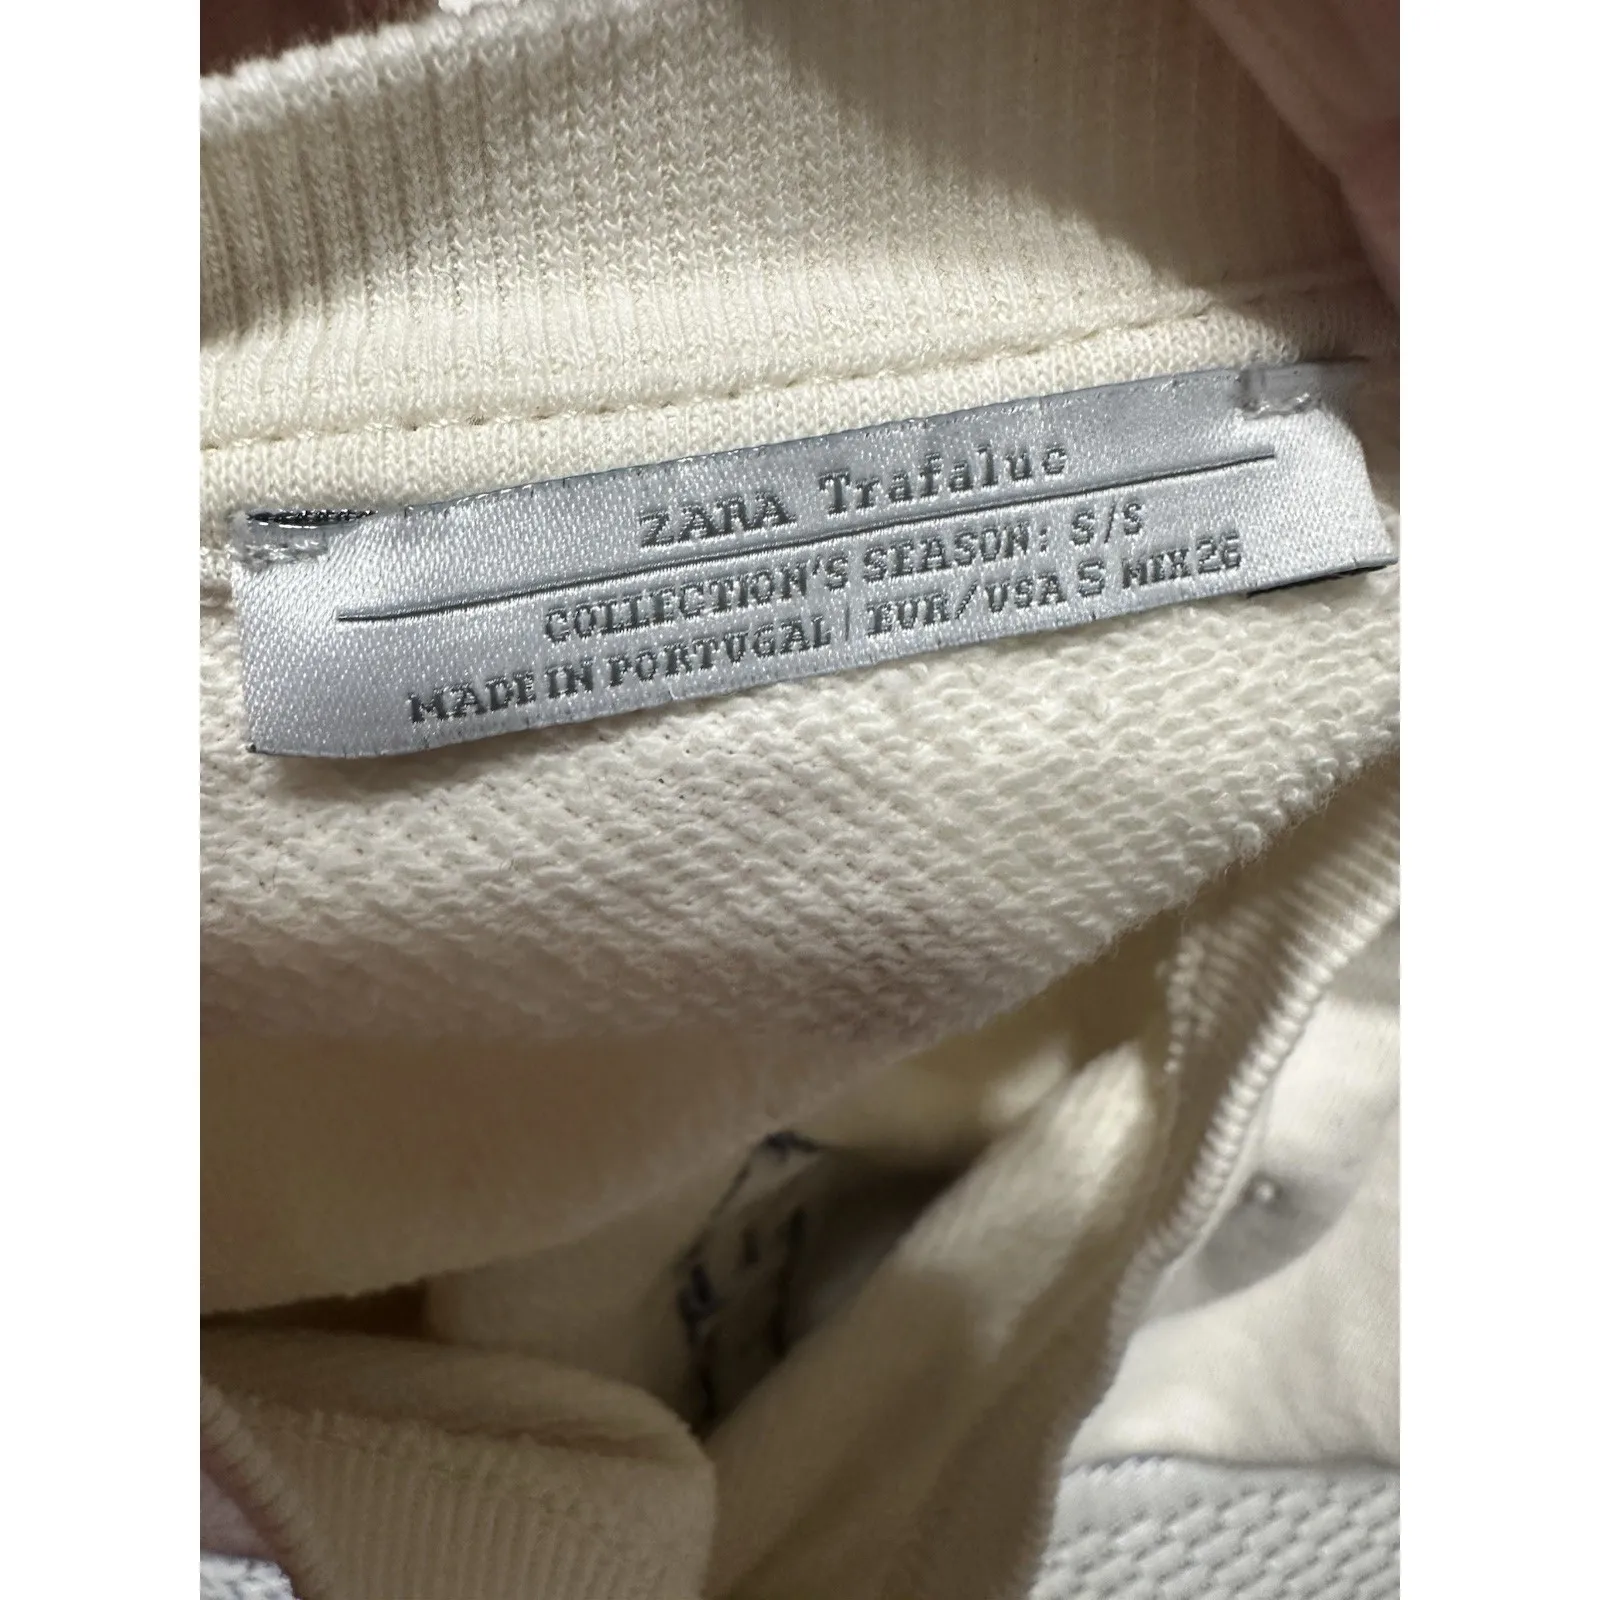 ZARA Trafaluc
COLLECTION'S SEASON: S/S
MADE IN PORTUGAL | EUR/USA S MEX 26